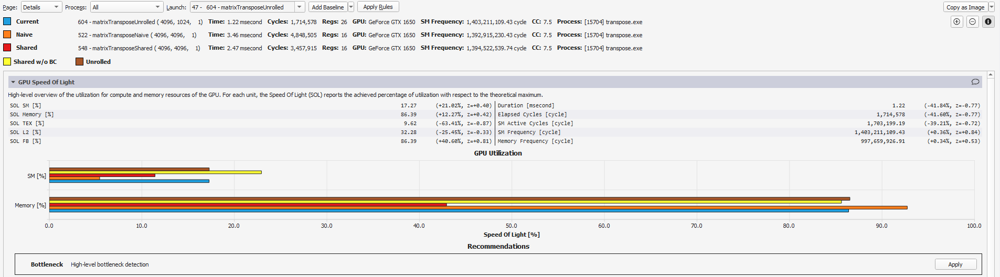 Page: Details Process: All Launch: 47 - 604 - matrixTransposeUnrolled Add Baseline Apply Rules Copy as Image
Current 604 - matrixTransposeUnrolled ( 4096, 1024, 1) Time: 1.22 msecond Cycles: 1,714,578 Regs: 26 GPU: GeForce GTX 1650 SM Frequency: 1,403,211,109.43 cycle CC: 7.5 Process: [15704] transpose.exe
Naive 522 - matrixTransposeNaive ( 4096, 4096, 1) Time: 3.46 msecond Cycles: 4,848,505 Regs: 16 GPU: GeForce GTX 1650 SM Frequency: 1,392,915,230.43 cycle CC: 7.5 Process: [15704] transpose.exe
Shared 548 - matrixTransposeShared ( 4096, 4096, 1) Time: 2.47 msecond Cycles: 3,457,915 Regs: 16 GPU: GeForce GTX 1650 SM Frequency: 1,394,522,539.74 cycle CC: 7.5 Process: [15704] transpose.exe
Shared w/o BC Unrolled
GPU Speed Of Light
High-level overview of the utilization for compute and memory resources of the GPU. For each unit, the Speed Of Light (SOL) reports the achieved percentage of utilization with respect to the theoretical maximum.
SOL SM [%] 17.27 (+21.02%, z=+0.40) Duration [msecond] 1.22 (-41.84%, z=-0.77)
SOL Memory [%] 86.39 (+12.27%, z=+0.42) Elapsed Cycles [cycle] 1,714,578 (-41.60%, z=-0.77)
SOL TEX [%] 9.62 (-63.41%, z=-0.87) SM Active Cycles [cycle] 1,703,199.19 (-39.21%, z=-0.72)
SOL L2 [%] 32.28 (-25.45%, z=-0.33) SM Frequency [cycle] 1,403,211,109.43 (+0.36%, z=+0.84)
SOL FB [%] 86.39 (+40.60%, z=+0.81) Memory Frequency [cycle] 997,659,926.91 (+0.34%, z=+0.53)
GPU Utilization
SM [%]
Memory [%]
0.0 10.0 20.0 30.0 40.0 50.0 60.0 70.0 80.0 90.0 100.0
Speed Of Light [%]
Recommendations
Bottleneck High-level bottleneck detection Apply